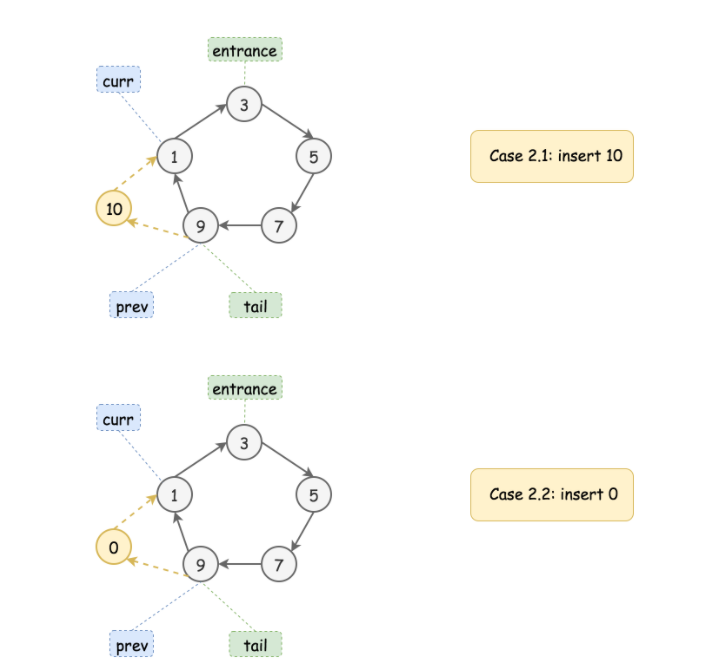 entrance
curr
3
1
5
Case 2.1: insert 10
10
9
7
prev
tail
entrance
curr
3
1
5
Case 2.2: insert 0
0
9
7
prev
tail